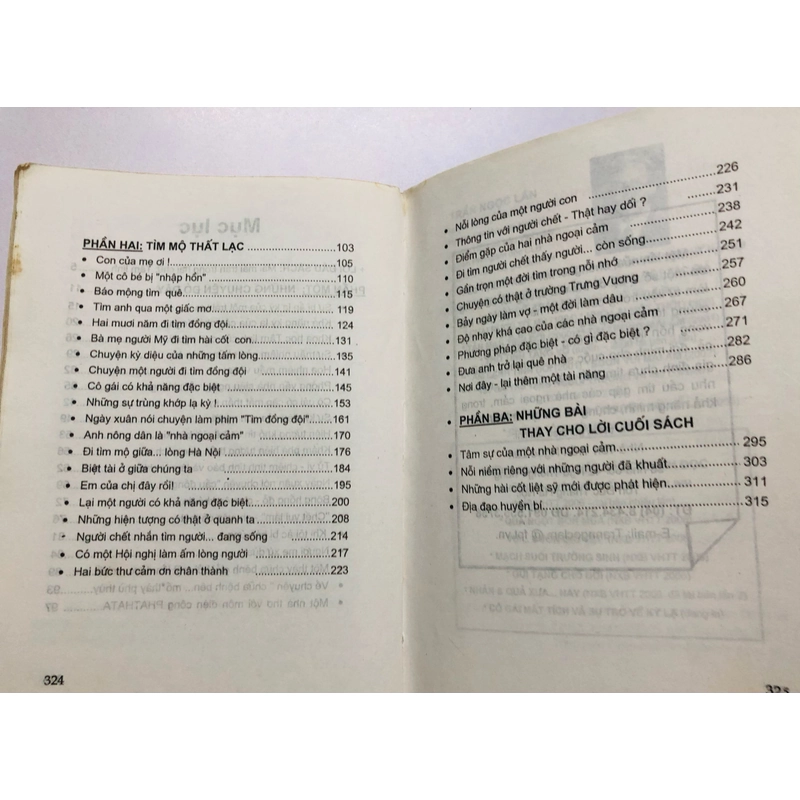 PHẦN HAI: TÌM MỘ THẤT LẠC ........................ 103
• Con của mẹ ơi !.................................................105
• Một cô bé bị "nhập hồn" ..................................110
• Báo mộng tìm quê............................................115
• Tìm anh qua một giấc mơ................................119
• Hai mươi năm đi tìm đồng đội..........................124
• Bà mẹ người Mỹ đi tìm hài cốt con..................131
• Chuyện kỳ diệu của những tấm lòng................135
• Chuyện một người đi tìm đồng đội ..................141
• Cô gái có khả năng đặc biệt ............................145
• Những sự trùng khớp lạ kỳ !............................153
• Ngày xuân nói chuyện làm phim "Tìm đồng đội"......161
• Anh nông dân là "nhà ngoại cảm" ...................170
• Đi tìm mộ giữa... lòng Hà Nội ..........................176
• Biệt tài ở giữa chúng ta ...................................184
• Em của chị đây rồi!..........................................195
• Lại một người có khả năng đặc biệt.................200
• Những hiện tượng có thật ở quanh ta ..............208
• Người chết nhắn tìm người... đang sống ..........214
• Có một Hội nghị làm ấm lòng người ................217
• Hai bức thư cảm ơn chân thành .......................223
324
• Nỗi lòng của một người con ............................226
• Thông tin với người chết - Thật hay dối ? .........231
• Điểm gặp của hai nhà ngoại cảm ....................238
• Đi tìm người chết thấy người... còn sống..........242
• Gần trọn một đời tìm trong nỗi nhớ ..................251
• Chuyện có thật ở trường Trưng Vương ............257
• Bảy ngày làm vợ - một đời làm dâu .................260
• Độ nhạy khá cao của các nhà ngoại cảm ........267
• Phương pháp đặc biệt - có gì đặc biệt ? ..........271
• Đưa anh trở lại quê nhà ...................................282
• Nơi đây - lại thêm một tài năng ........................286
• PHẦN BA: NHỮNG BÀI
THAY CHO LỜI CUỐI SÁCH
• Tâm sự của một nhà ngoại cảm.......................295
• Nỗi niềm riêng với những người đã khuất.........303
• Những hài cốt liệt sỹ mới được phát hiện.........311
• Địa đạo huyền bí..............................................315